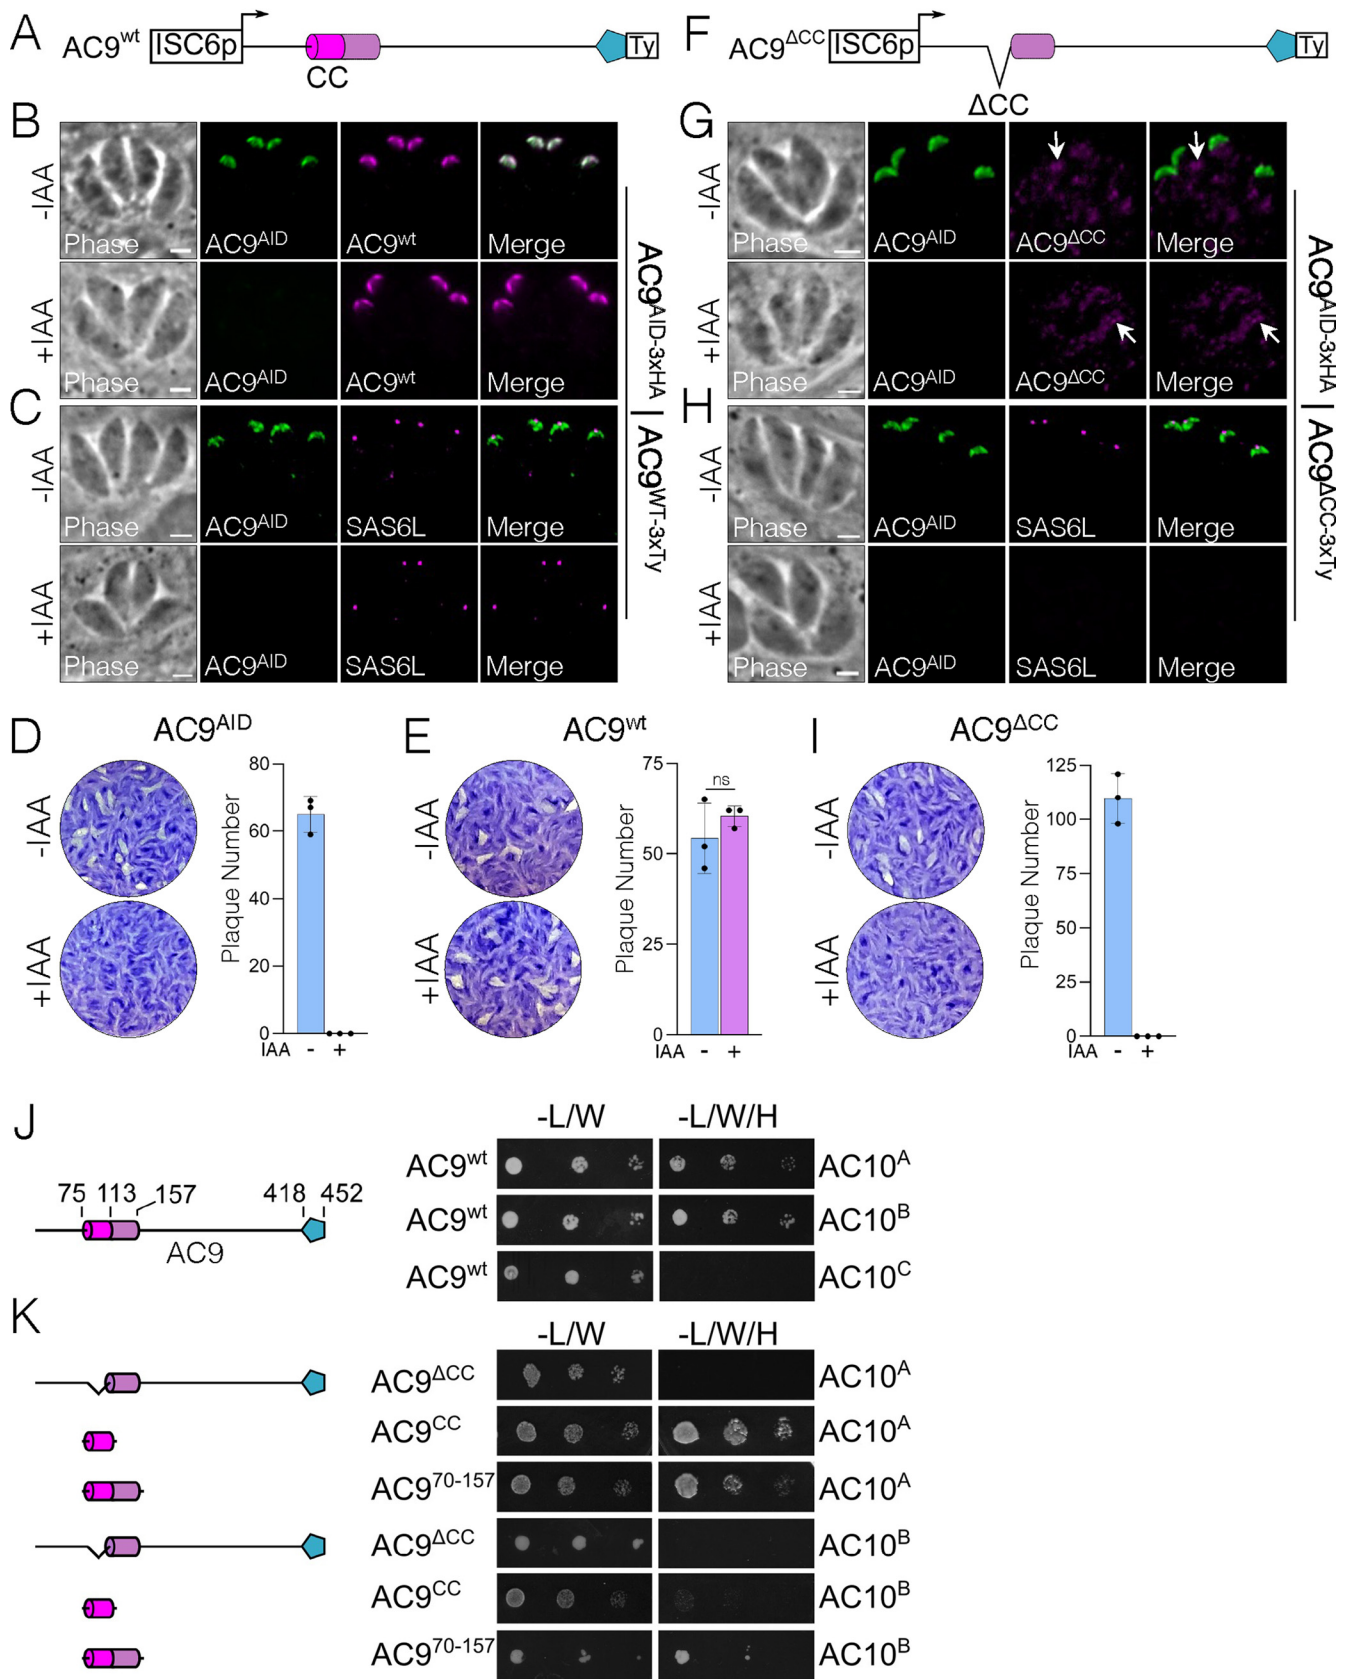 A
AC9wt ISC6p Ty
CC
F
AC9ΔCC ISC6p Ty
ΔCC
B
-IAA
Phase AC9AID AC9wt Merge
+IAA
Phase AC9AID AC9wt Merge
C
-IAA
Phase AC9AID SAS6L Merge
+IAA
Phase AC9AID SAS6L Merge
AC9AID-3xHA | AC9WT-3xTy
G
-IAA
Phase AC9AID AC9ΔCC Merge
+IAA
Phase AC9AID AC9ΔCC Merge
H
-IAA
Phase AC9AID SAS6L Merge
+IAA
Phase AC9AID SAS6L Merge
AC9AID-3xHA | AC9ΔCC-3xTy
D
AC9AID
-IAA
+IAA
Plaque Number
80
60
40
20
0
IAA - +
E
AC9wt
-IAA
+IAA
Plaque Number
75
50
25
0
ns
IAA - +
I
AC9ΔCC
-IAA
+IAA
Plaque Number
125
100
75
50
25
0
IAA - +
J
75 113 157 418 452
AC9
-L/W -L/W/H
AC9wt AC10A
AC9wt AC10B
AC9wt AC10C
K
-L/W -L/W/H
AC9ΔCC AC10A
AC9CC AC10A
AC970-157 AC10A
AC9ΔCC AC10B
AC9CC AC10B
AC970-157 AC10B